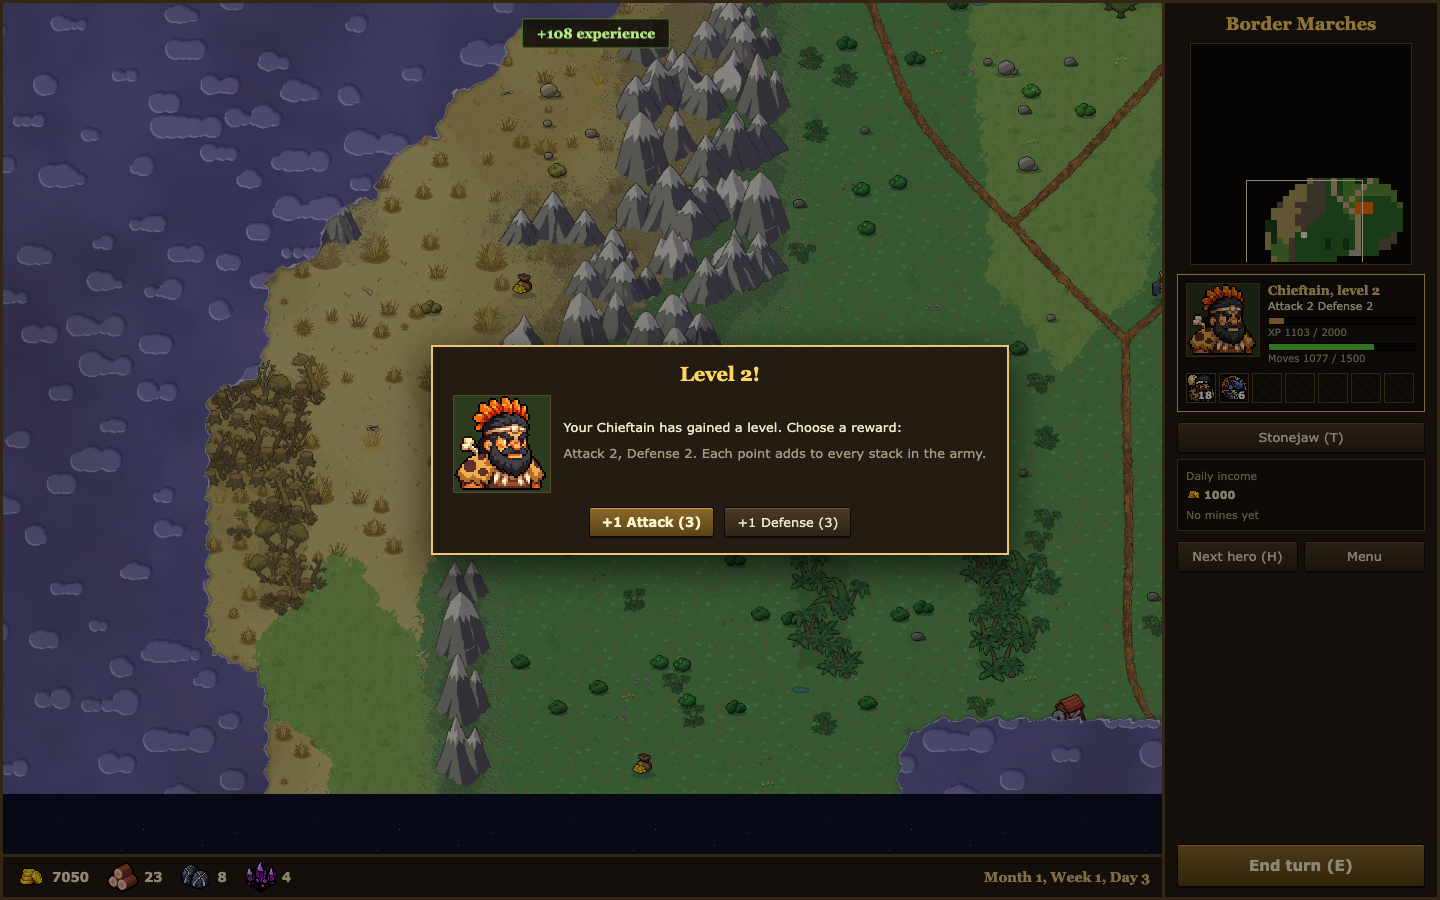 +108 experience
Border Marches
Chieftain, level 2
Attack 2 Defense 2
XP 1103 / 2000
Moves 1077 / 1500
18
6
Level 2!
Your Chieftain has gained a level. Choose a reward:
Attack 2, Defense 2. Each point adds to every stack in the army.
+1 Attack (3)
+1 Defense (3)
Stonejaw (T)
Daily income
1000
No mines yet
Next hero (H)
Menu
End turn (E)
7050
23
8
4
Month 1, Week 1, Day 3